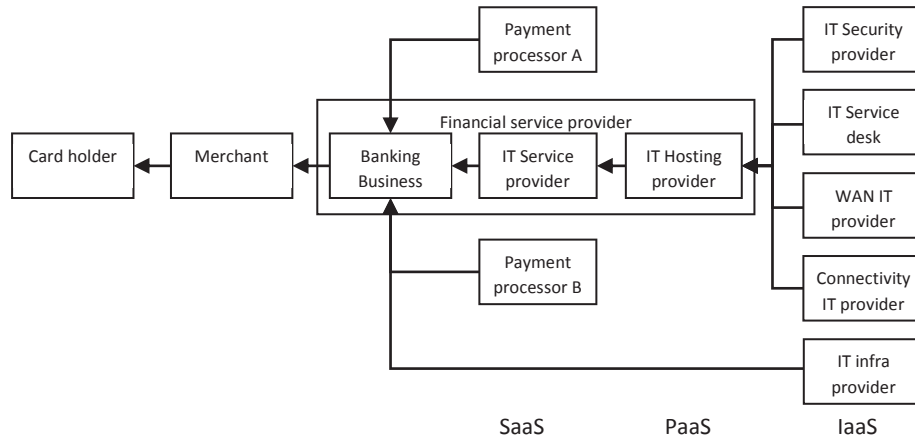 Payment
processor A
IT Security
provider
Financial service provider
IT Service
desk
Card holder
Merchant
Banking
Business
IT Service
provider
IT Hosting
provider
WAN IT
provider
Payment
processor B
Connectivity
IT provider
IT infra
provider
SaaS
PaaS
IaaS